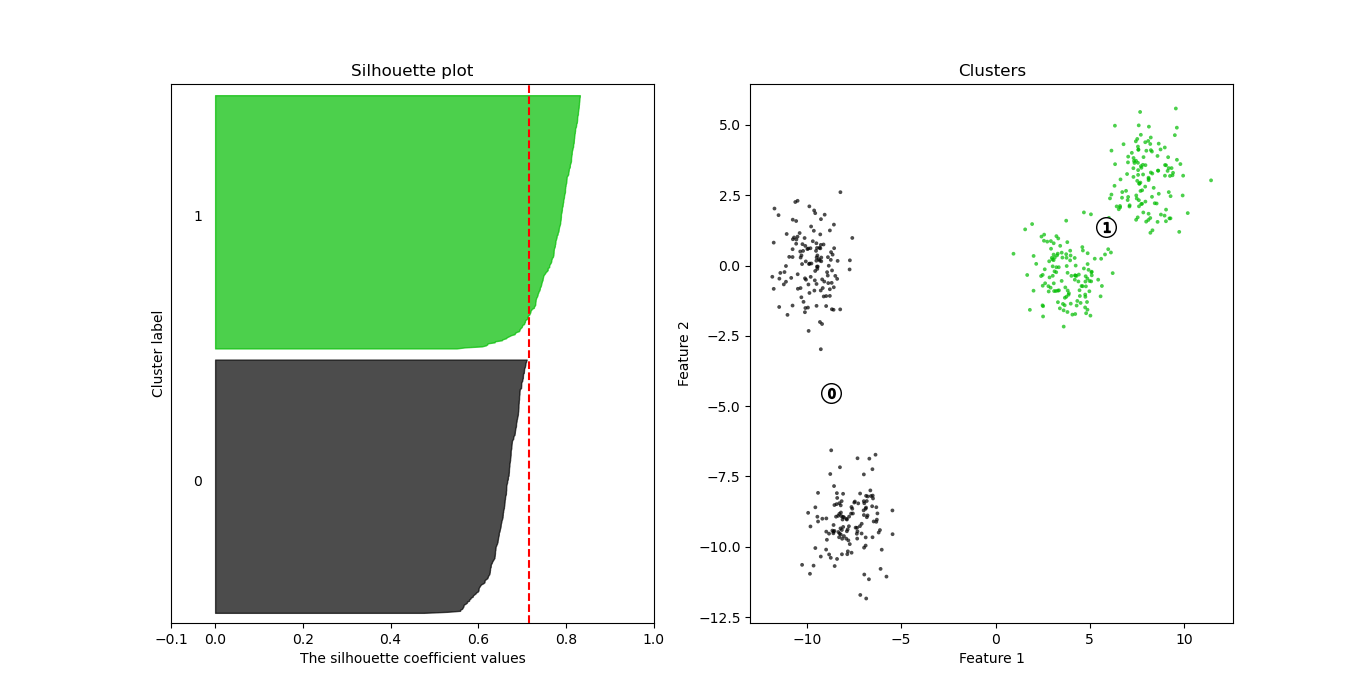 Silhouette plot
1
0
Cluster label
−0.1 0.0 0.2 0.4 0.6 0.8 1.0
The silhouette coefficient values
Clusters
5.0
2.5
0.0
−2.5
−5.0
−7.5
−10.0
−12.5
Feature 2
1
0
−10 −5 0 5 10
Feature 1